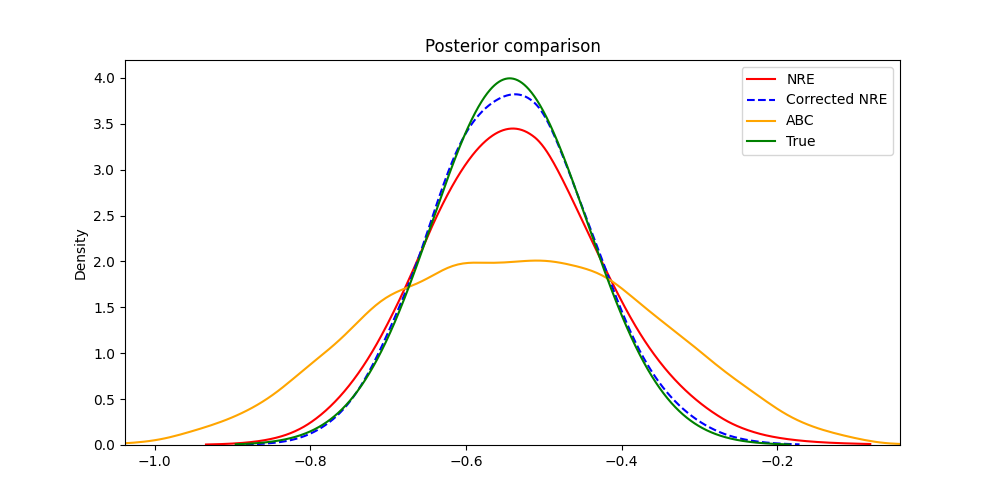 Posterior comparison
NRE
Corrected NRE
ABC
True
Density
4.0
3.5
3.0
2.5
2.0
1.5
1.0
0.5
0.0
−1.0 −0.8 −0.6 −0.4 −0.2